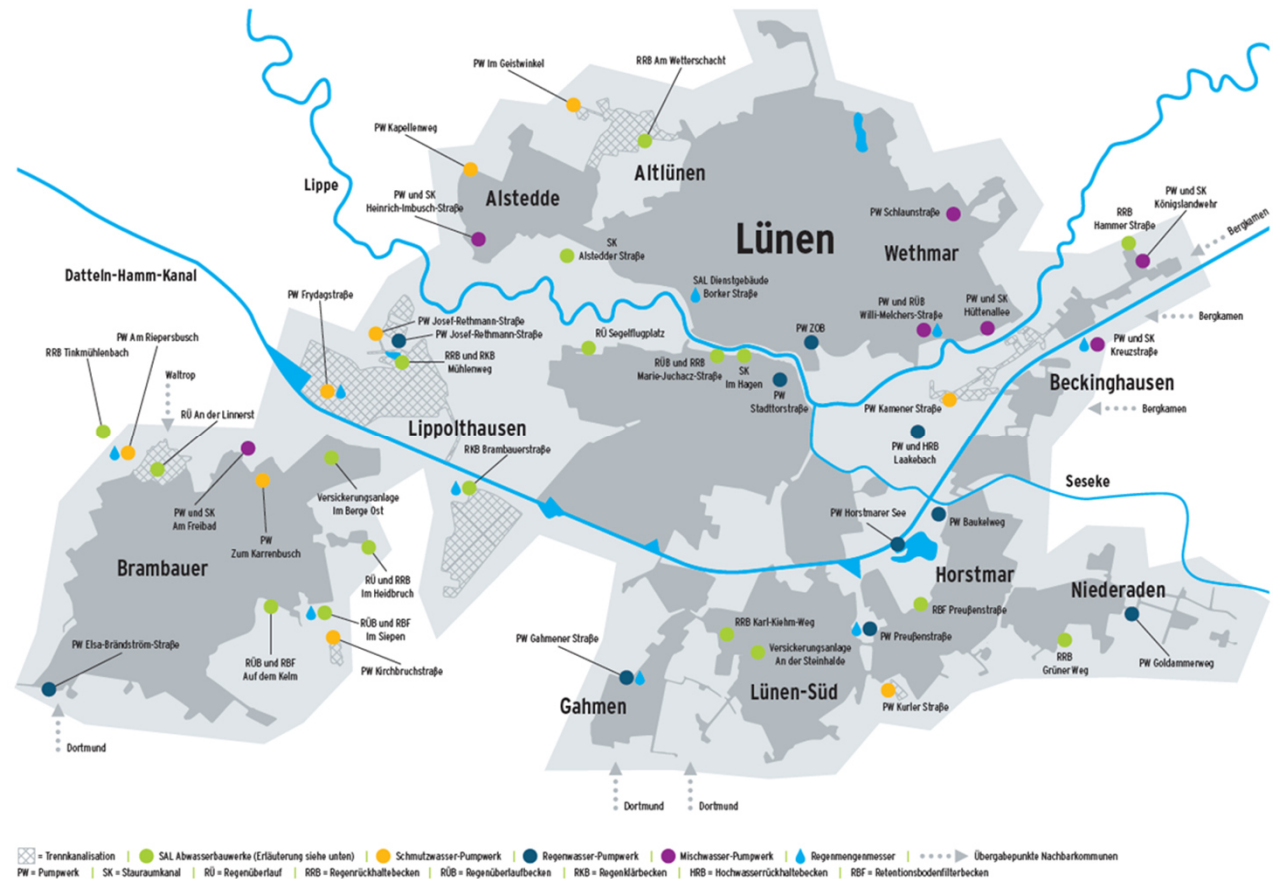 PW Im Geistwinkel
RRB Am Wetterschacht
PW Kapellenweg
Altlünen
Lippe
PW und SK
Heinrich-Imbusch-Straße
Alstedde
PW und SK
Königslandwehr
RRB
Hammer Straße
Bergkamen
PW Schlaunstraße
Lünen
Wethmar
SK
Alstedder Straße
Datteln-Hamm-Kanal
SAL Dienstgebäude
Borker Straße
PW Frydagstraße
PW und RÜB
Willi-Melchers-Straße
PW und SK
Hüttenallee
Bergkamen
PW Josef-Rethmann-Straße
PW Josef-Rethmann-Straße
PW Am Riepersbusch
RRB Tinkmühlenbach
RÜ Segelflugplatz
PW ZOB
PW und SK
Kreuzstraße
RRB und RKB
Mühlenweg
RÜB und RRB
Marie-Juchacz-Straße
SK
Im Hagen
Waltrop
PW
Stadttorstraße
Beckinghausen
RÜ An der Linnerst
PW Kamener Straße
Bergkamen
Lippolthausen
RKB Brambauerstraße
PW und HRB
Laakebach
Seseke
Versickerungsanlage
Im Berge Ost
PW und SK
Am Freibad
PW
Zum Karrenbusch
PW Horstmarer See
PW Baukelweg
Brambauer
RÜ und RRB
Im Heidbruch
Horstmar
Niederaden
RBF Preußenstraße
RÜB und RBF
Im Siepen
RRB Karl-Kiehm-Weg
PW Gahmener Straße
PW Preußenstraße
PW Elsa-Brändström-Straße
Versickerungsanlage
An der Steinhalde
RÜB und RBF
Auf dem Kelm
PW Kirchbruchstraße
RRB
Grüner Weg
PW Goldammerweg
Lünen-Süd
Gahmen
PW Kurler Straße
Dortmund
Dortmund
Dortmund
= Trennkanalisation | SAL Abwasserbauwerke (Erläuterung siehe unten) | Schmutzwasser-Pumpwerk | Regenwasser-Pumpwerk | Mischwasser-Pumpwerk | Regenmengenmesser | Übergabepunkte Nachbarkommunen
PW = Pumpwerk | SK = Stauraumkanal | RÜ = Regenüberlauf | RRB = Regenrückhaltebecken | RÜB = Regenüberlaufbecken | RKB = Regenklärbecken | HRB = Hochwasserrückhaltebecken | RBF = Retentionsbodenfilterbecken